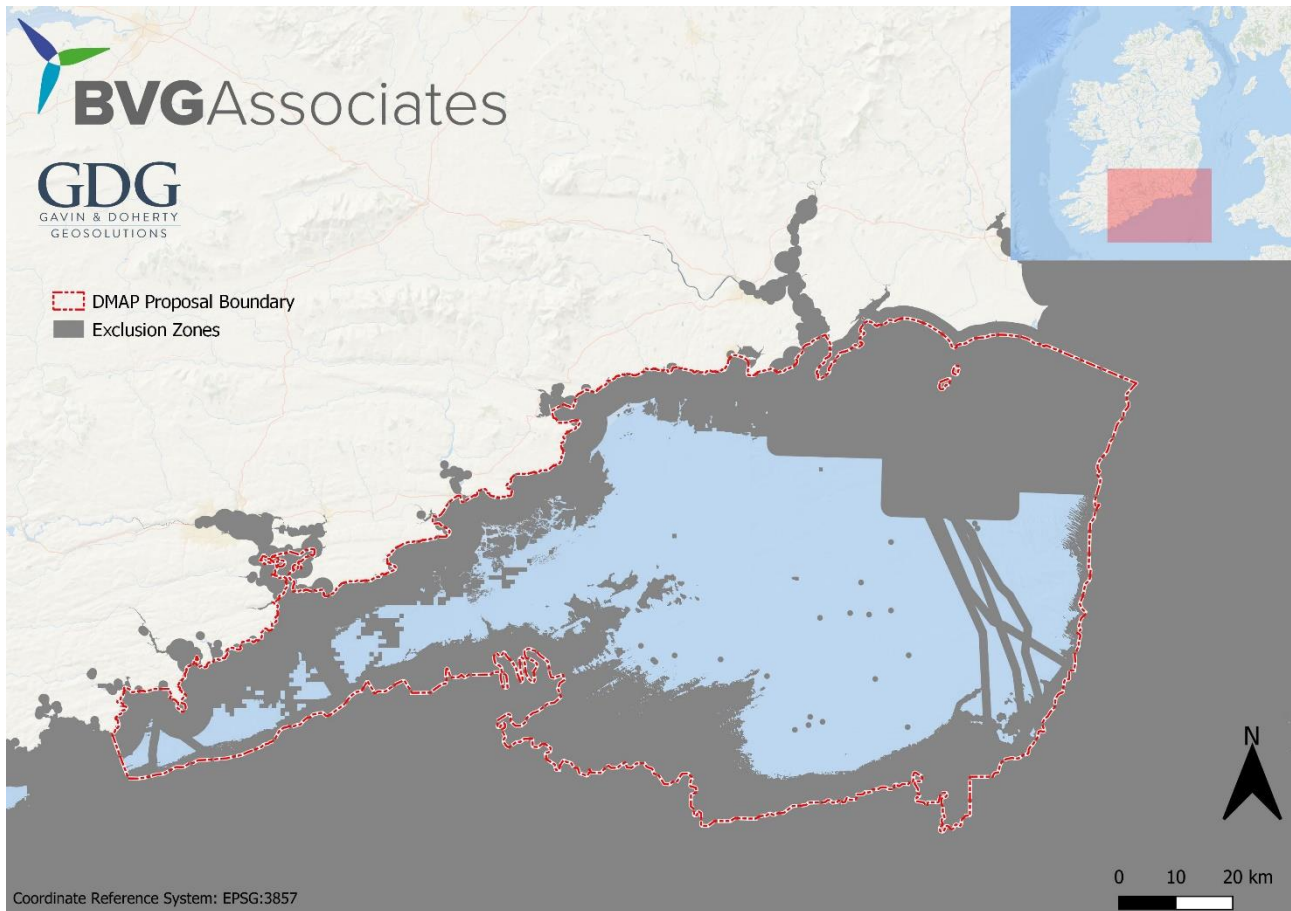 BVGAssociates
GDG
GAVIN & DOHERTY
GEOSOLUTIONS
DMAP Proposal Boundary
Exclusion Zones
N
0 10 20 km
Coordinate Reference System: EPSG:3857